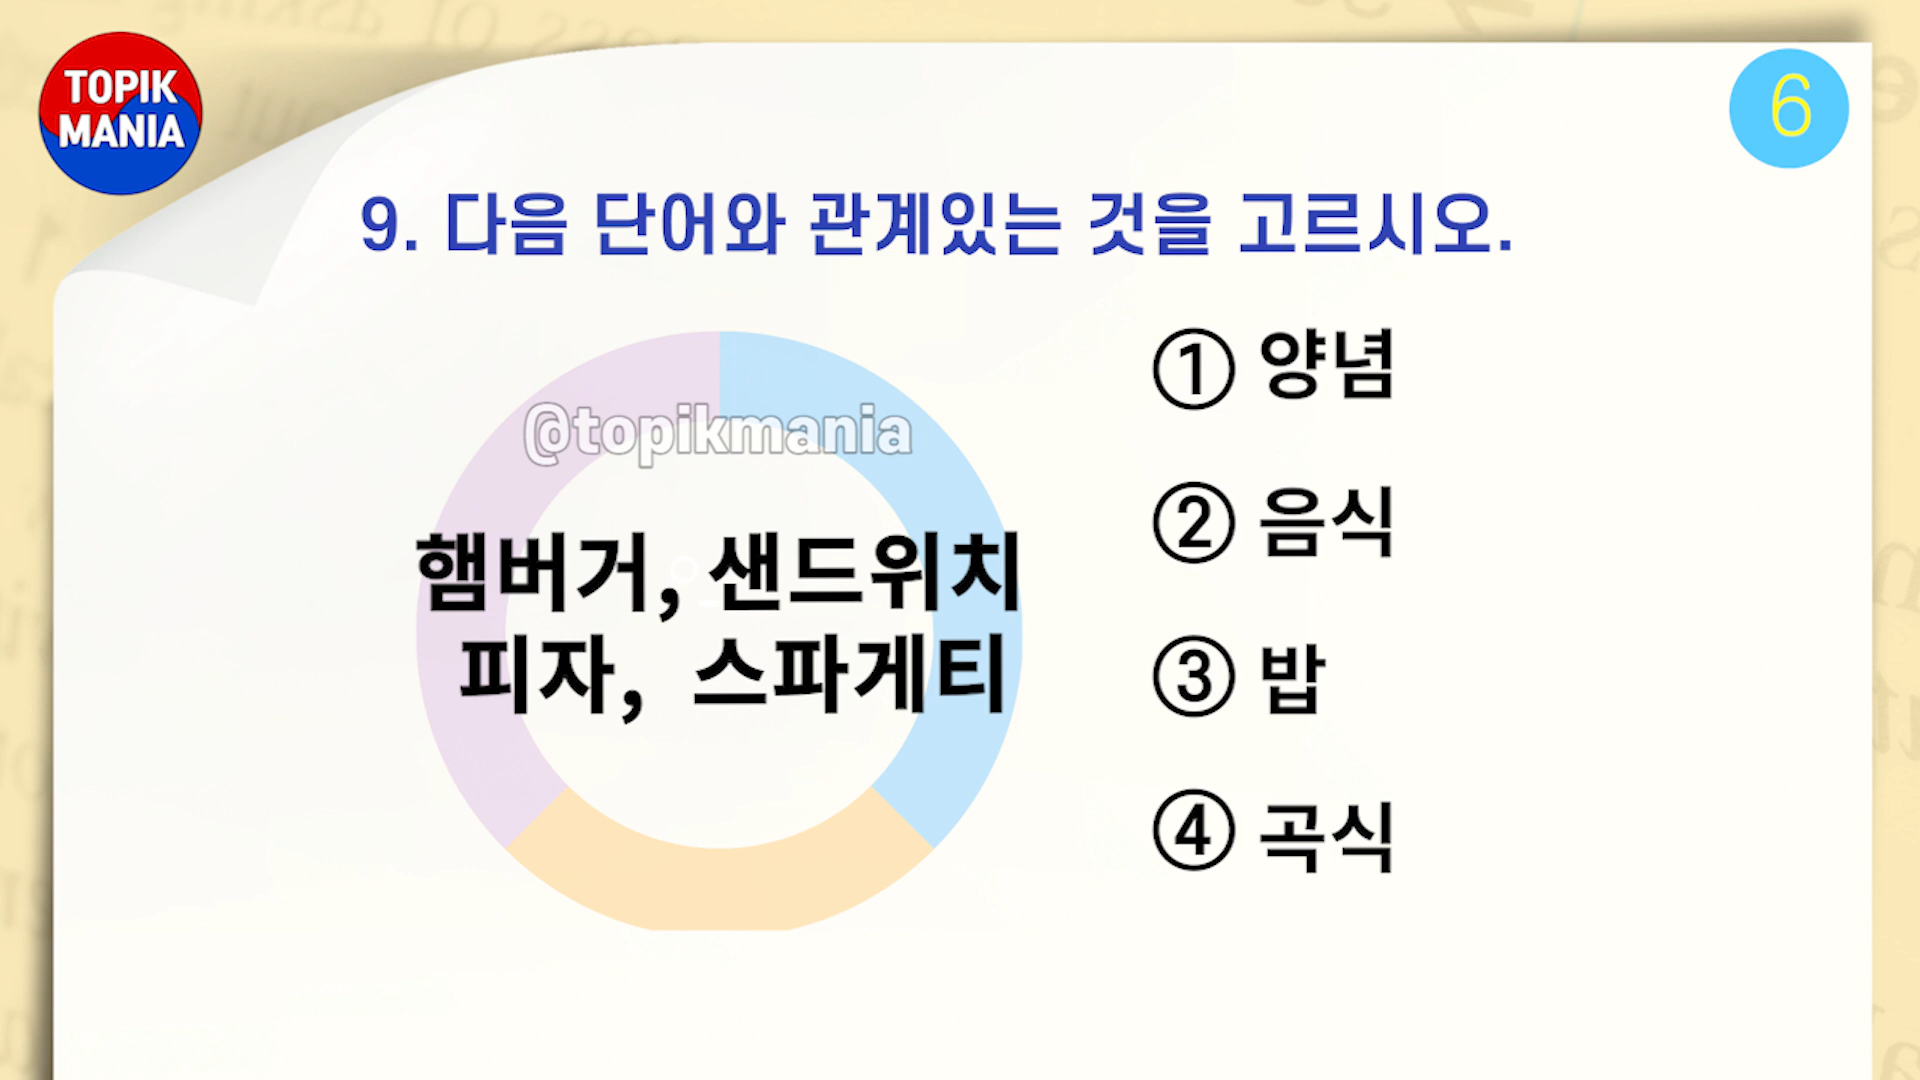 TOPIK
MANIA
6
9. 다음 단어와 관계있는 것을 고르시오.
@topikmania
햄버거, 샌드위치
피자, 스파게티
① 양념
② 음식
③ 밥
④ 곡식